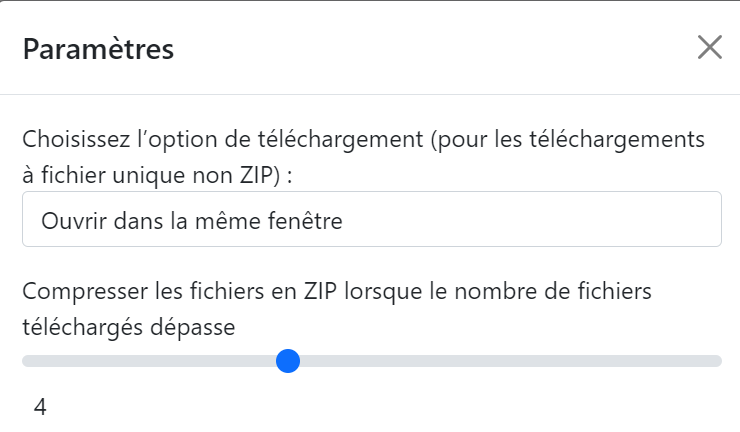 Paramètres
Choisissez l’option de téléchargement (pour les téléchargements
à fichier unique non ZIP) :
Ouvrir dans la même fenêtre
Compresser les fichiers en ZIP lorsque le nombre de fichiers
téléchargés dépasse
4